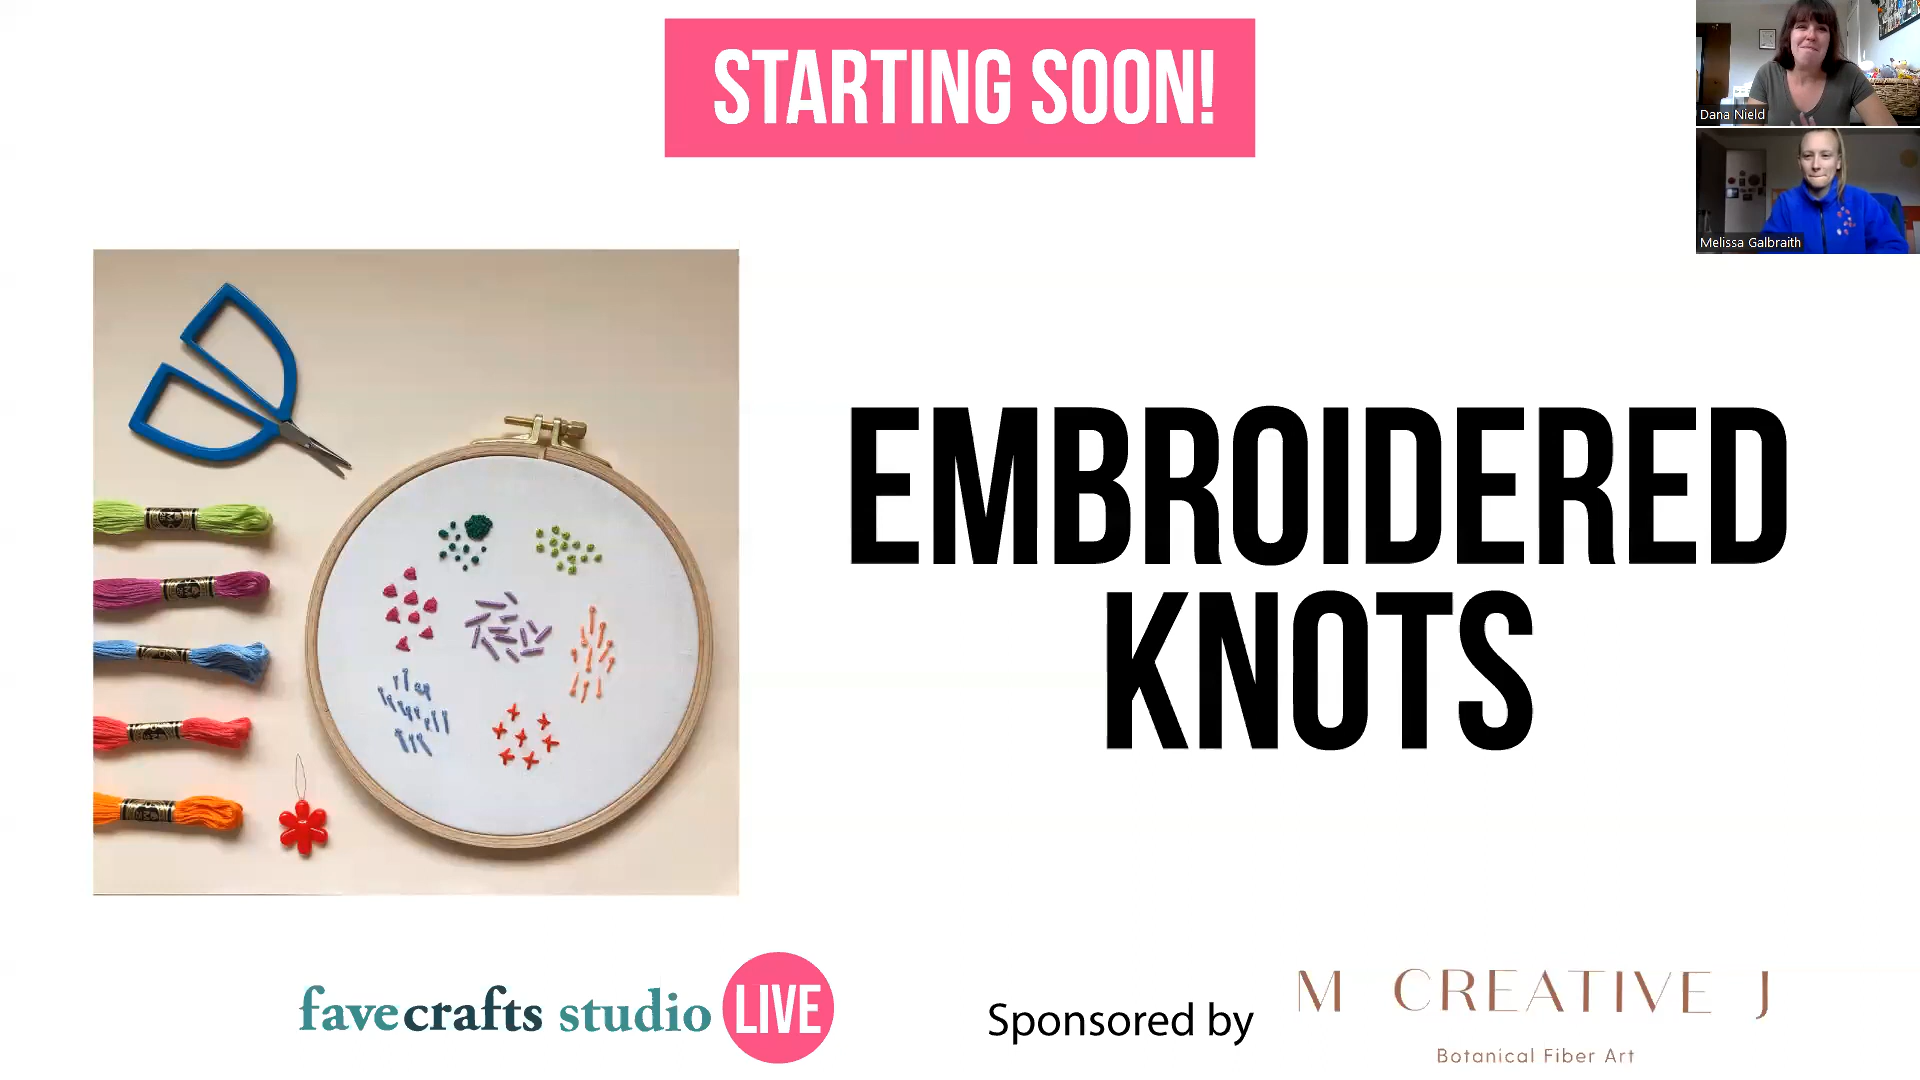 STARTING SOON!
Dana Nield
Melissa Galbraith
EMBROIDERED
KNOTS
favecrafts studio LIVE
Sponsored by
M CREATIVE J
Botanical Fiber Art